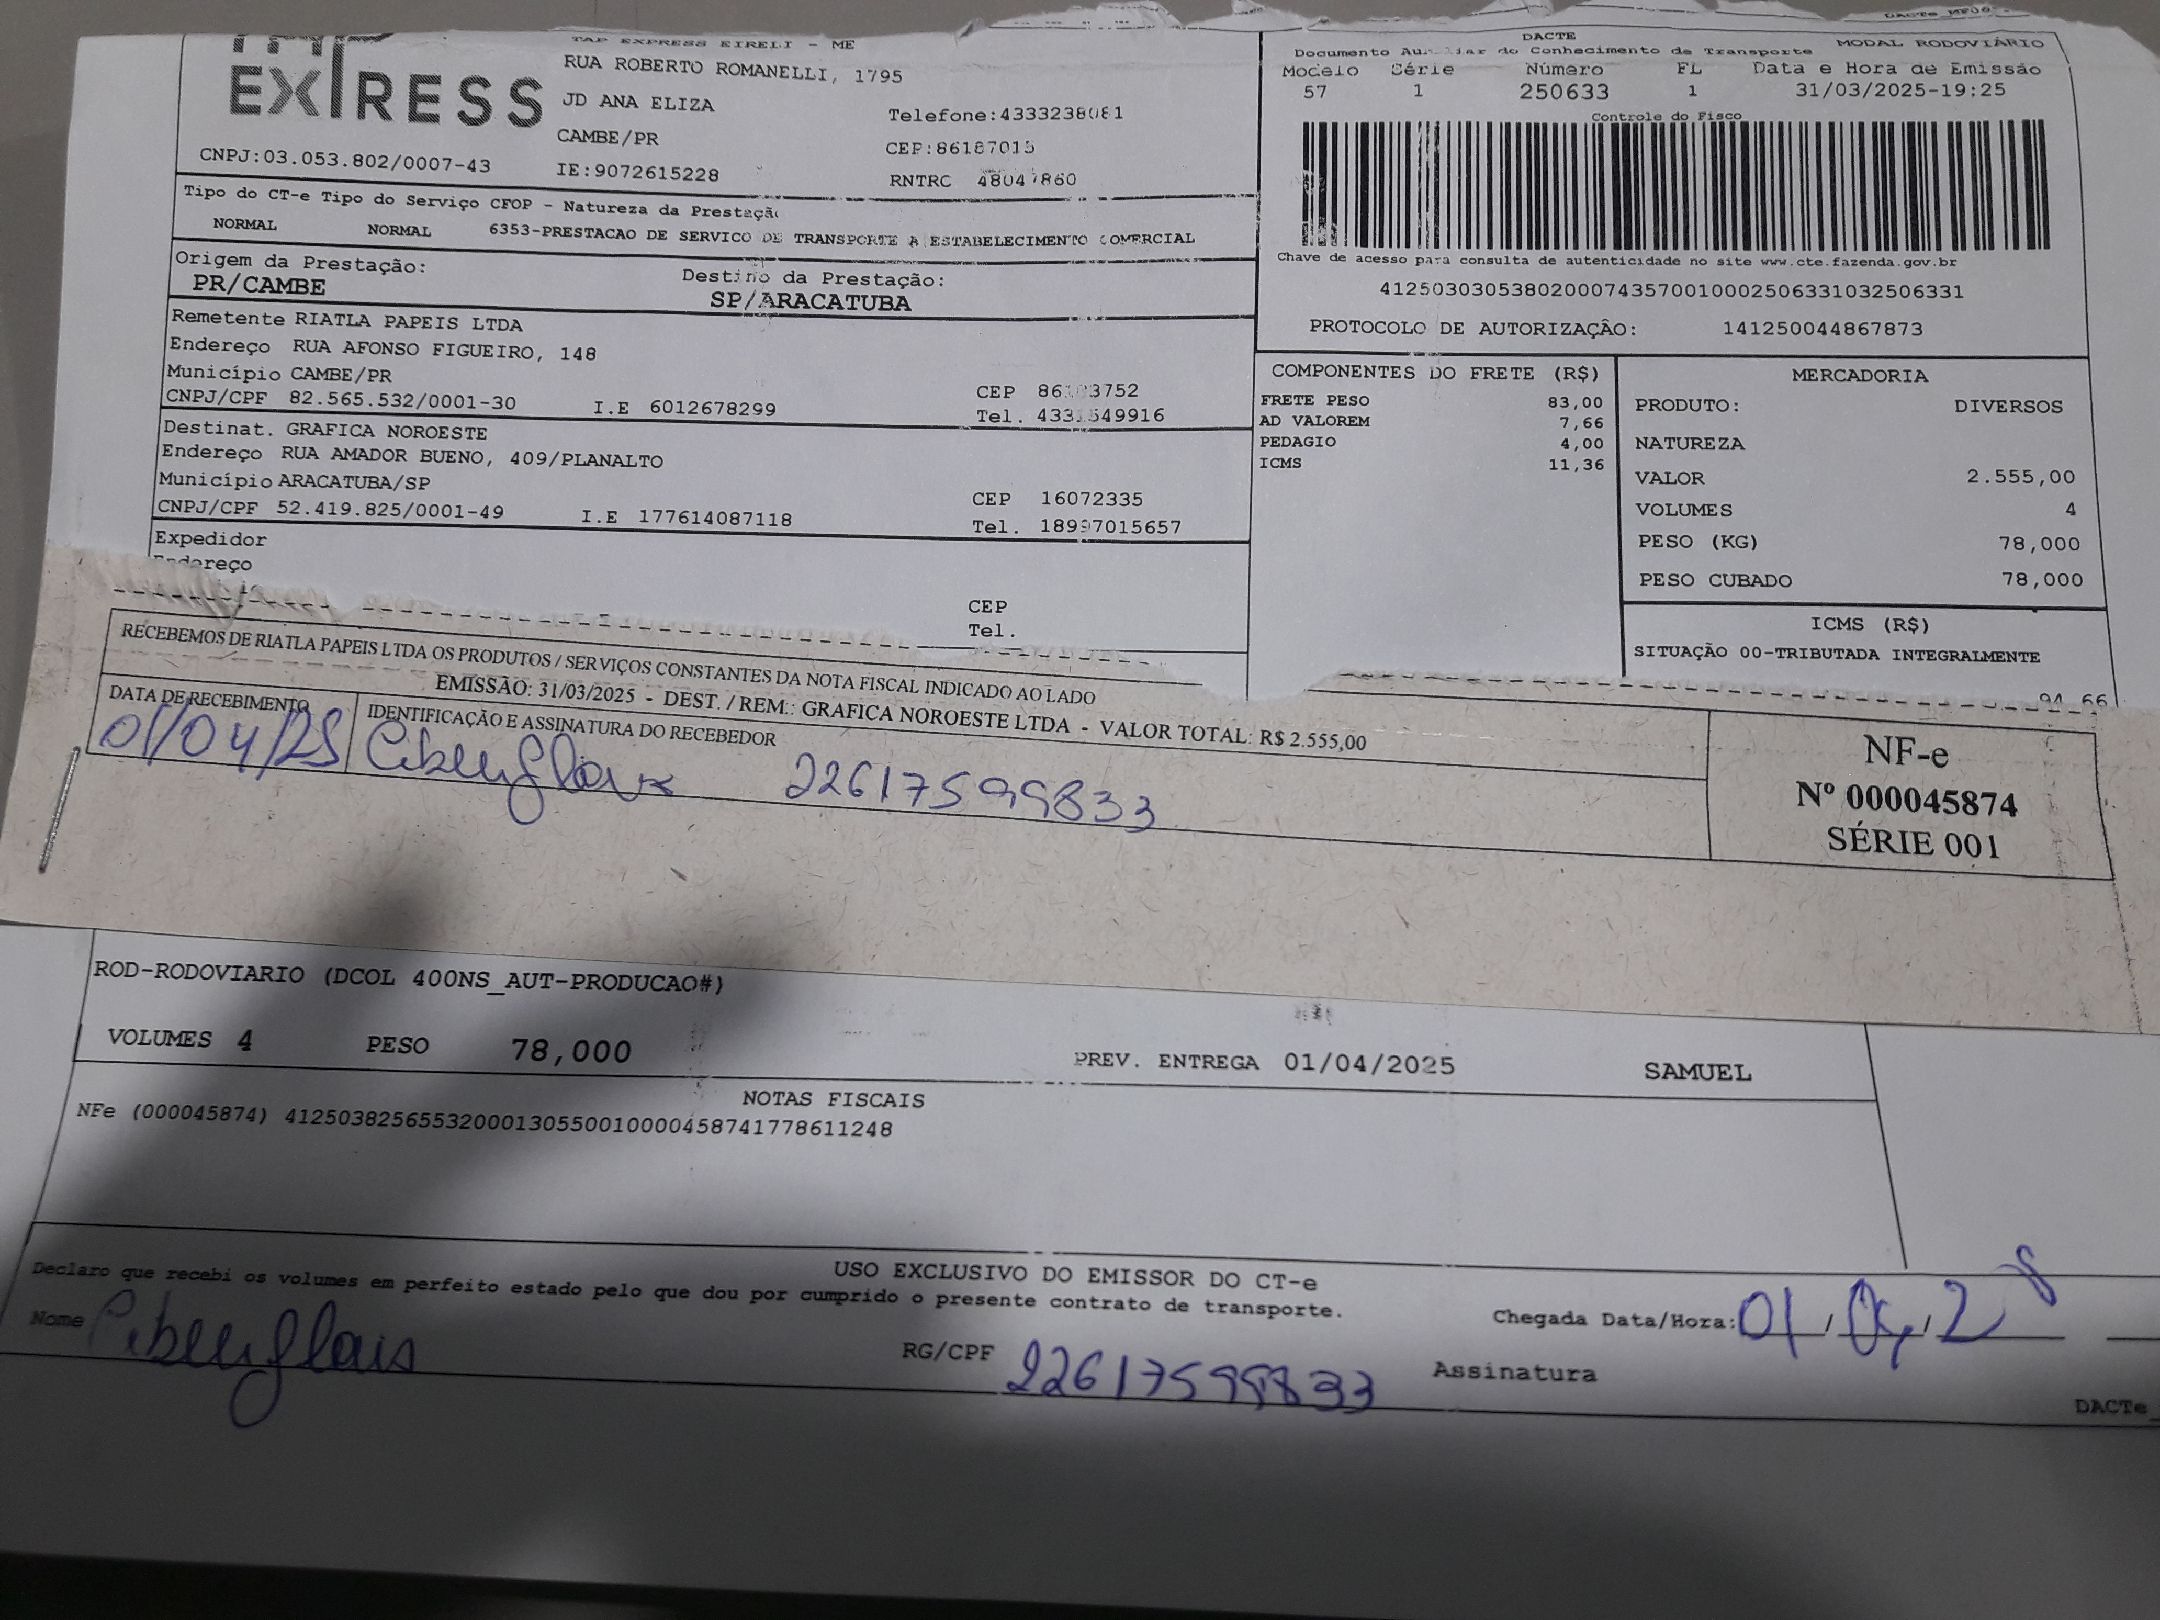 TAP EXPRESS
TAP EXPRESS EIRELI - ME
RUA ROBERTO ROMANELLI, 1795
JD ANA ELIZA
Telefone:4333238081
CAMBE/PR
CEP:86187015
CNPJ:03.053.802/0007-43
IE:9072615228
RNTRC 48047860
DACTE
Documento Auxiliar do Conhecimento de Transporte
MODAL RODOVIÁRIO
Modelo Série Número FL Data e Hora de Emissão
57 1 250633 1 31/03/2025-19:25
Controle do Fisco
Chave de acesso para consulta de autenticidade no site www.cte.fazenda.gov.br
41250303053802000743570010002506331032506331
PROTOCOLO DE AUTORIZAÇÃO: 141250044867873
Tipo do CT-e Tipo do Serviço CFOP - Natureza da Prestação
NORMAL NORMAL 6353-PRESTACAO DE SERVICO DE TRANSPORTE A ESTABELECIMENTO COMERCIAL
Origem da Prestação: Destino da Prestação:
PR/CAMBE SP/ARACATUBA
Remetente RIATLA PAPEIS LTDA
Endereço RUA AFONSO FIGUEIRO, 148
Município CAMBE/PR CEP
CNPJ/CPF 82.565.532/0001-30 I.E 6012678299 Tel.
Destinat. GRAFICA NOROESTE
Endereço RUA AMADOR BUENO, 409/PLANALTO
Município ARACATUBA/SP CEP 16072335
CNPJ/CPF 52.419.825/0001-49 I.E 177614087118 Tel. 18997015657
Expedidor
Endereço
CEP
Tel.
COMPONENTES DO FRETE (R$)
FRETE PESO 83,00
AD VALOREM 7,66
PEDAGIO 4,00
ICMS 11,36
MERCADORIA
PRODUTO: DIVERSOS
NATUREZA
VALOR 2.555,00
VOLUMES 4
PESO (KG) 78,000
PESO CUBADO 78,000
ICMS (R$)
SITUAÇÃO 00-TRIBUTADA INTEGRALMENTE
94,66
RECEBEMOS DE RIATLA PAPEIS LTDA OS PRODUTOS / SERVIÇOS CONSTANTES DA NOTA FISCAL INDICADO AO LADO
EMISSÃO: 31/03/2025 - DEST. / REM.: GRAFICA NOROESTE LTDA - VALOR TOTAL: R$ 2.555,00
DATA DE RECEBIMENTO IDENTIFICAÇÃO E ASSINATURA DO RECEBEDOR
01/04/25 22617599833
NF-e
Nº 000045874
SÉRIE 001
ROD-RODOVIARIO (DCOL 400NS_AUT-PRODUCAO#)
VOLUMES 4 PESO 78,000 PREV. ENTREGA 01/04/2025 SAMUEL
NOTAS FISCAIS
NFe (000045874) 41250382565532000130550010000458741778611248
USO EXCLUSIVO DO EMISSOR DO CT-e
Declaro que recebi os volumes em perfeito estado pelo que dou por cumprido o presente contrato de transporte.
Nome RG/CPF 22617599833 Assinatura
Chegada Data/Hora: 01/04/25
DACTe_